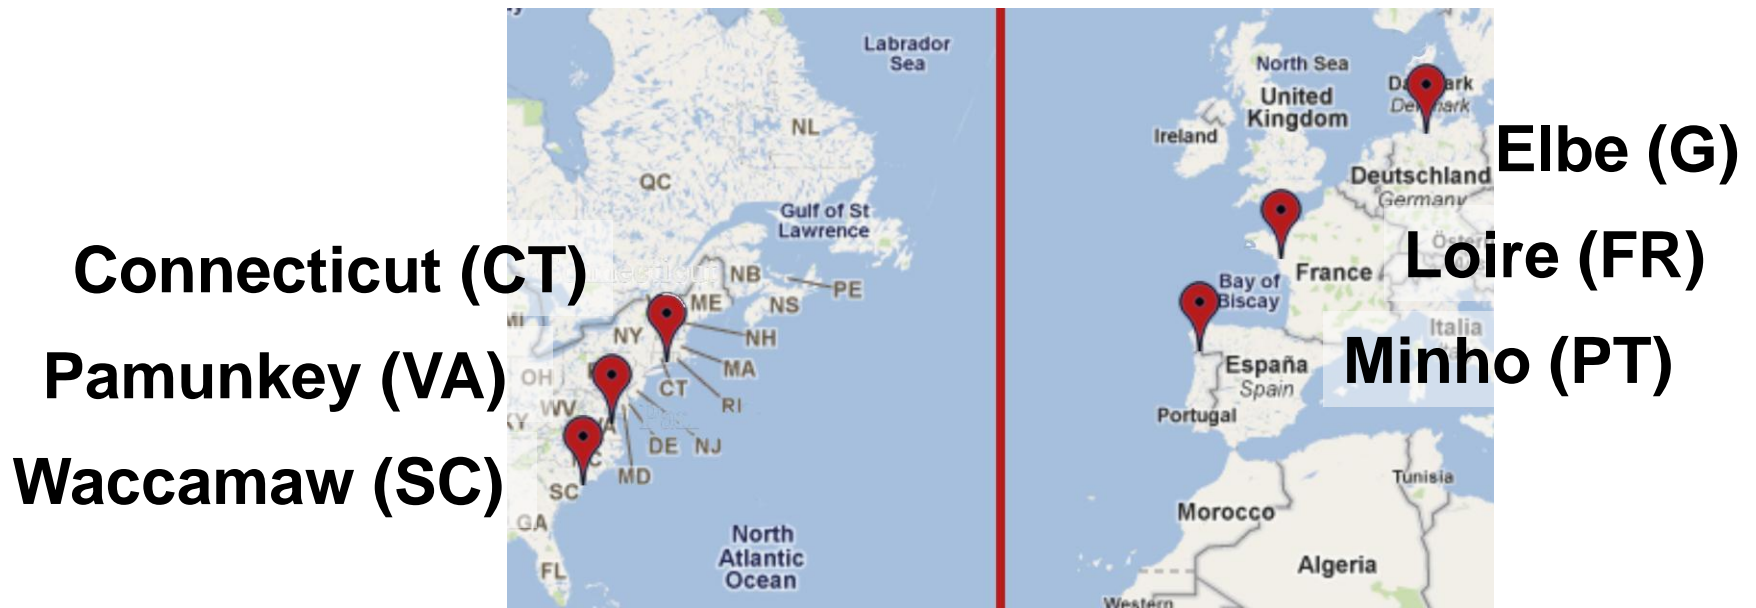 Labrador
Sea
NL
QC
Gulf of St
Lawrence
Connecticut (CT)
NB
PE
ME
NS
MI
NY
NH
Pamunkey (VA)
OH
MA
CT
RI
WV
KY
DE
NJ
Waccamaw (SC)
MD
SC
GA
North
Atlantic
Ocean
FL
North Sea
Denmark
United
Kingdom
Ireland
Elbe (G)
Deutschland
Germany
Loire (FR)
France
Bay of
Biscay
Italia
Minho (PT)
España
Spain
Portugal
Tunisia
Morocco
Algeria
Western